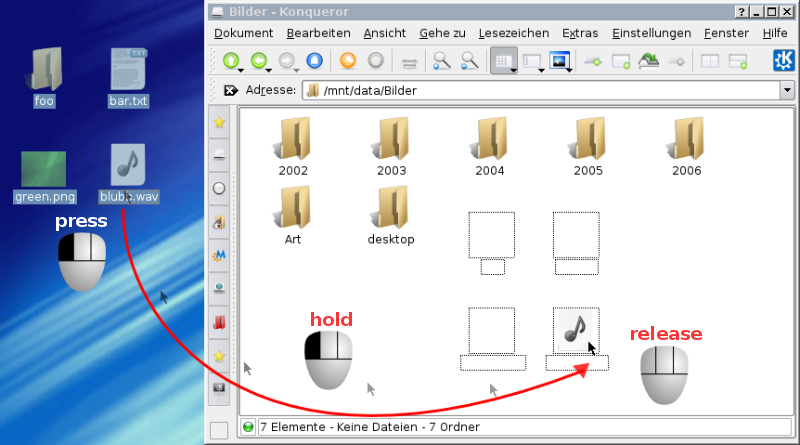 Bilder - Konqueror
Dokument Bearbeiten Ansicht Gehe zu Lesezeichen Extras Einstellungen Fenster Hilfe
Adresse: /mnt/data/Bilder
foo
TXT
bar.txt
green.png
blubb.wav
press
2002 2003 2004 2005 2006
Art desktop
hold
release
7 Elemente - Keine Dateien - 7 Ordner